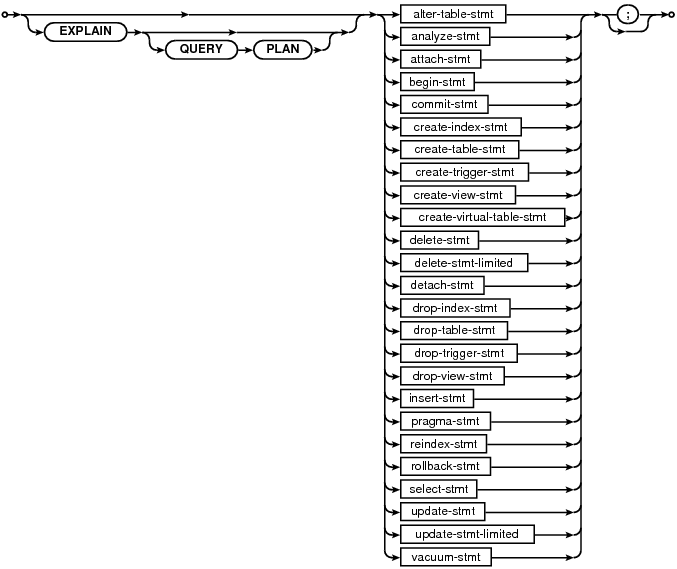 alter-table-stmt ;
EXPLAIN analyze-stmt
QUERY PLAN attach-stmt
begin-stmt
commit-stmt
create-index-stmt
create-table-stmt
create-trigger-stmt
create-view-stmt
create-virtual-table-stmt
delete-stmt
delete-stmt-limited
detach-stmt
drop-index-stmt
drop-table-stmt
drop-trigger-stmt
drop-view-stmt
insert-stmt
pragma-stmt
reindex-stmt
rollback-stmt
select-stmt
update-stmt
update-stmt-limited
vacuum-stmt